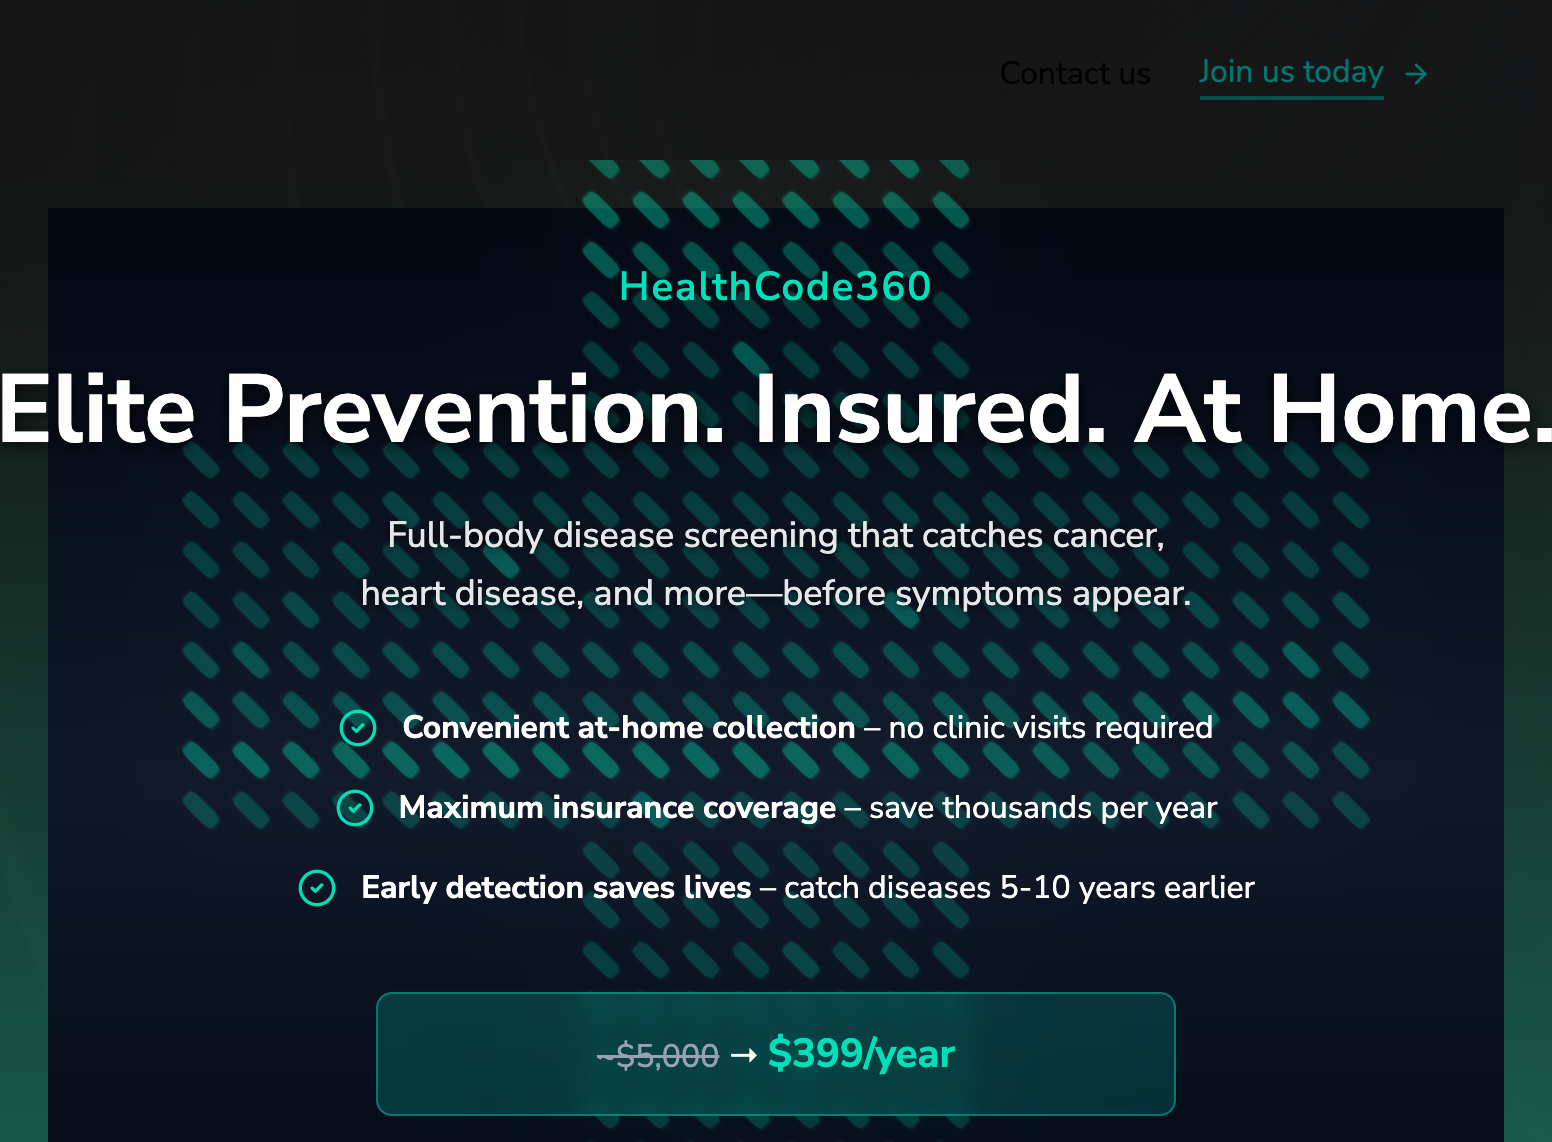 Contact us
Join us today →
HealthCode360
Elite Prevention. Insured. At Home.
Full-body disease screening that catches cancer,
heart disease, and more—before symptoms appear.
Convenient at-home collection – no clinic visits required
Maximum insurance coverage – save thousands per year
Early detection saves lives – catch diseases 5-10 years earlier
~$5,000 → $399/year